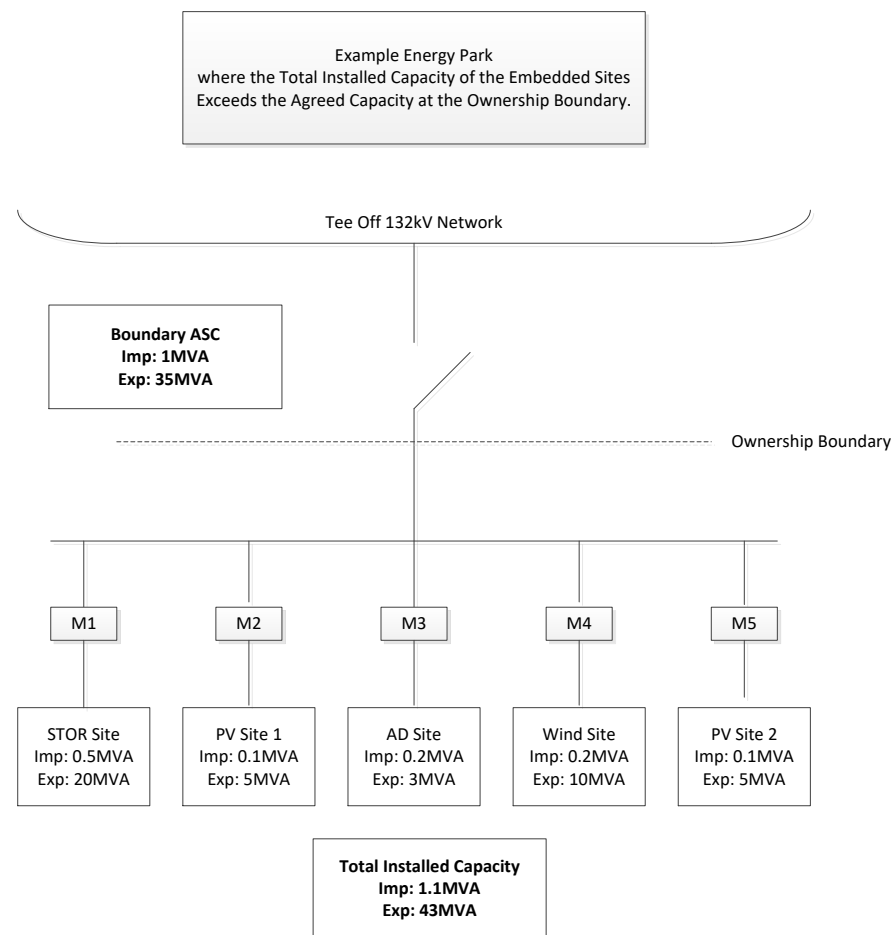 Example Energy Park
where the Total Installed Capacity of the Embedded Sites
Exceeds the Agreed Capacity at the Ownership Boundary.
Tee Off 132kV Network
Boundary ASC
Imp: 1MVA
Exp: 35MVA
Ownership Boundary
M1
M2
M3
M4
M5
STOR Site
Imp: 0.5MVA
Exp: 20MVA
PV Site 1
Imp: 0.1MVA
Exp: 5MVA
AD Site
Imp: 0.2MVA
Exp: 3MVA
Wind Site
Imp: 0.2MVA
Exp: 10MVA
PV Site 2
Imp: 0.1MVA
Exp: 5MVA
Total Installed Capacity
Imp: 1.1MVA
Exp: 43MVA